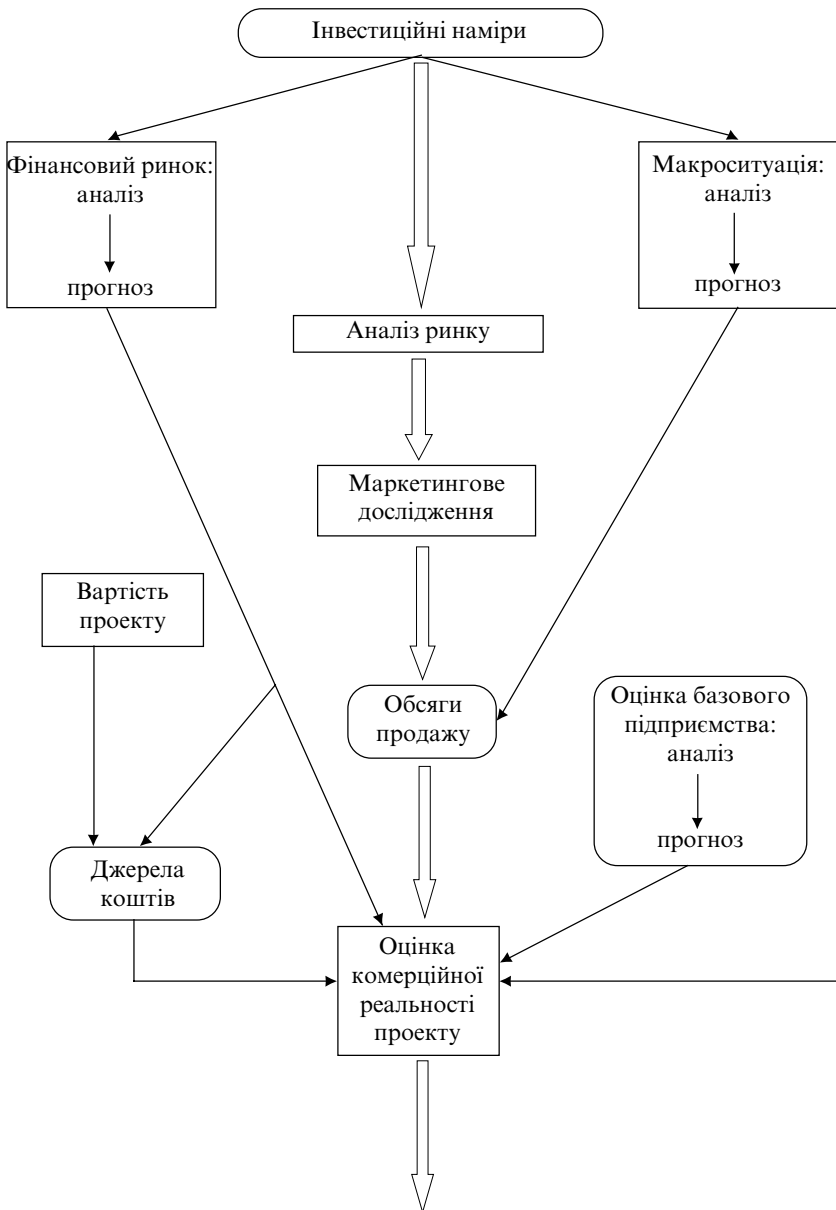 Інвестиційні наміри
Фінансовий ринок:
аналіз
прогноз
Макроситуація:
аналіз
прогноз
Аналіз ринку
Маркетингове
дослідження
Вартість
проекту
Обсяги
продажу
Оцінка базового
підприємства:
аналіз
прогноз
Джерела
коштів
Оцінка
комерційної
реальності
проекту